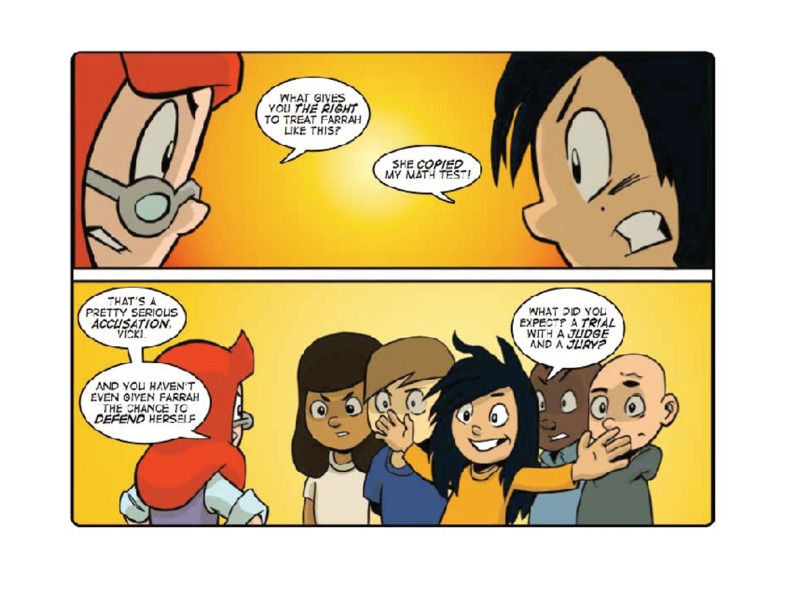 WHAT GIVES
YOU THE RIGHT
TO TREAT FARRAH
LIKE THIS?
SHE COPIED
MY MATH TEST!
THAT'S A
PRETTY SERIOUS
ACCUSATION,
VICKI.
AND YOU HAVEN'T
EVEN GIVEN FARRAH
THE CHANCE TO
DEFEND HERSELF.
WHAT DID YOU
EXPECT? A TRIAL
WITH A JUDGE
AND A JURY?